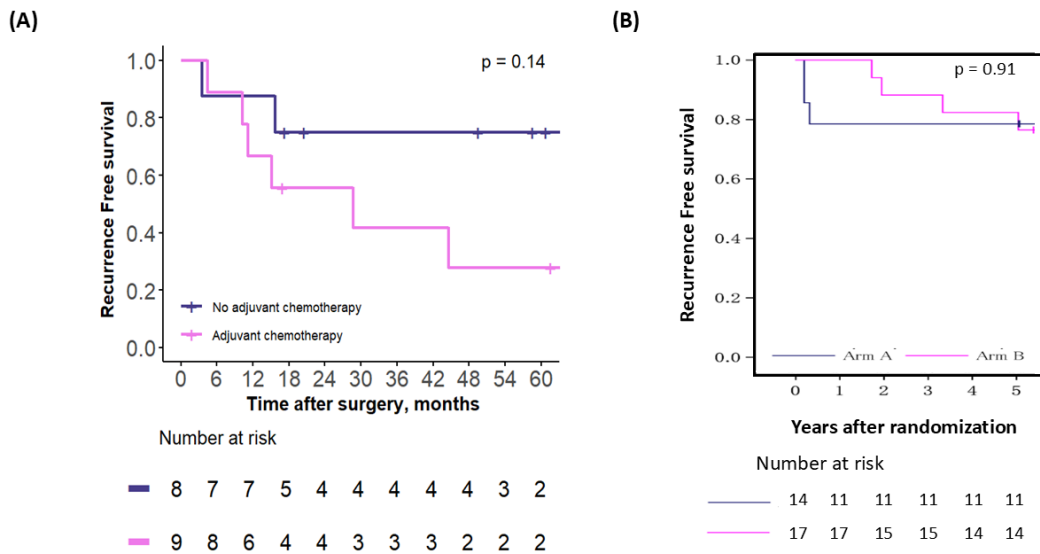 (A)
Recurrence Free survival
1.0
0.8
0.6
0.4
0.2
0.0
p = 0.14
No adjuvant chemotherapy
Adjuvant chemotherapy
0 6 12 18 24 30 36 42 48 54 60
Time after surgery, months
Number at risk
8 7 7 5 4 4 4 4 4 3 2
9 8 6 4 4 3 3 3 2 2 2
(B)
Recurrence Free survival
1.0
0.8
0.6
0.4
0.2
0.0
p = 0.91
Arm A Arm B
0 1 2 3 4 5
Years after randomization
Number at risk
14 11 11 11 11 11
17 17 15 15 14 14